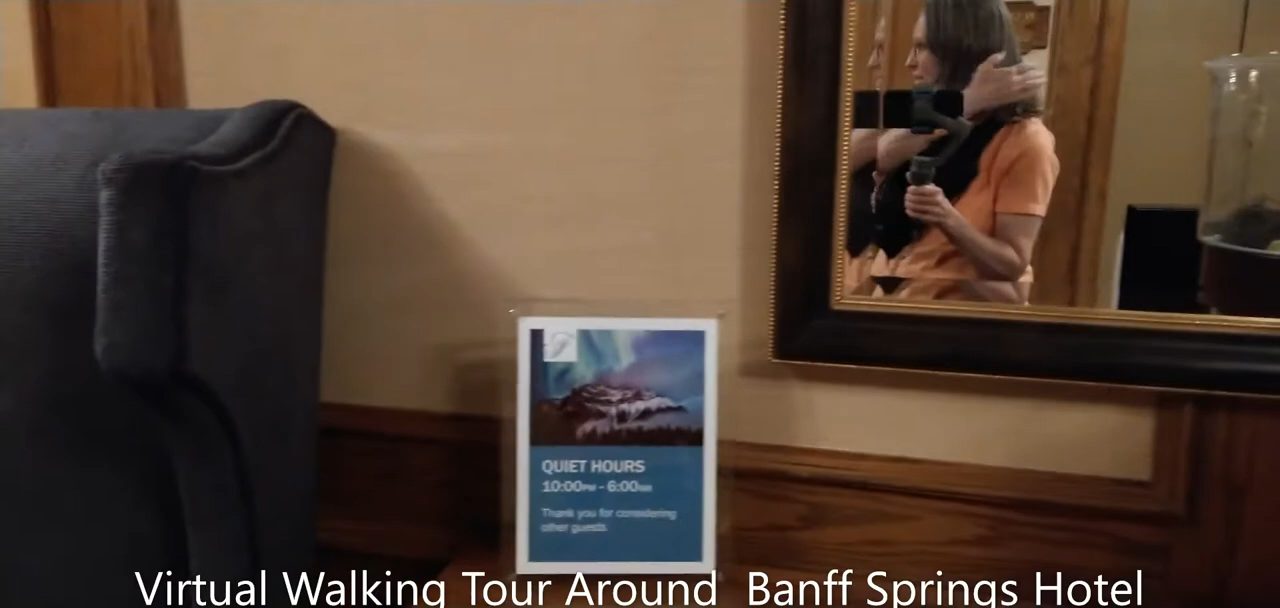 QUIET HOURS
10:00PM - 6:00AM
Thank you for considering
other guests
Virtual Walking Tour Around Banff Springs Hotel